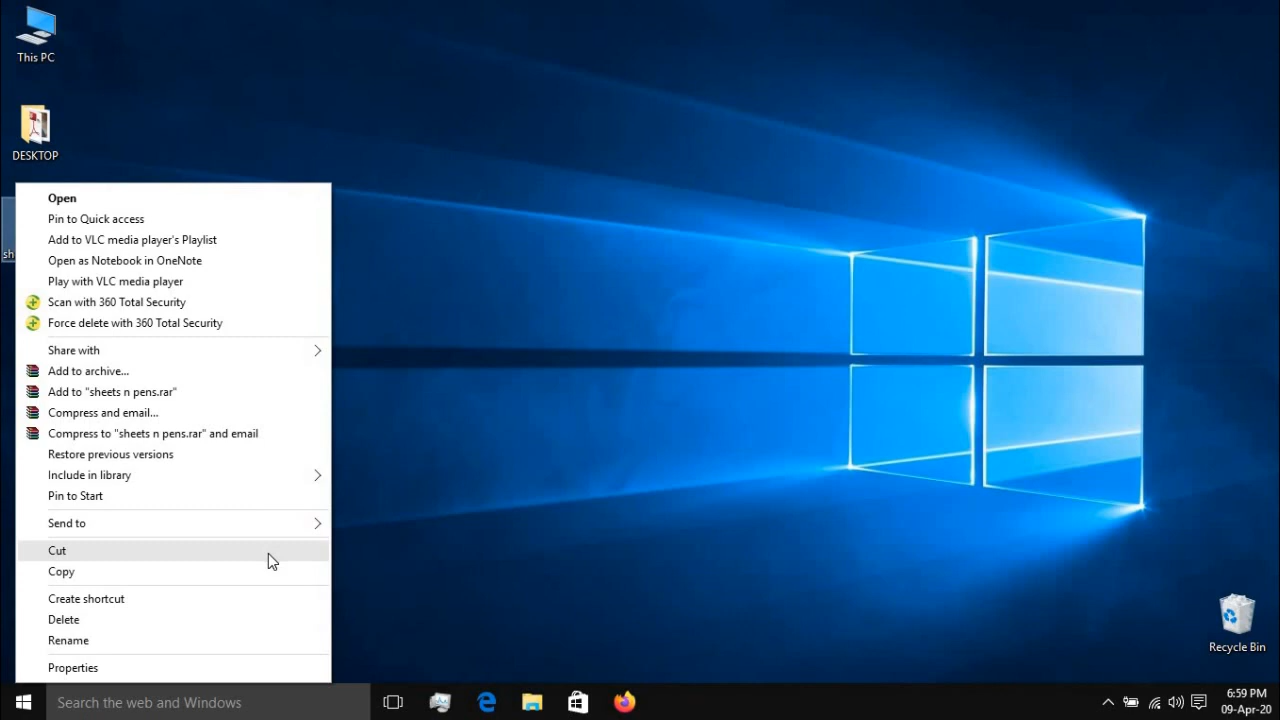 This PC
DESKTOP
sh
Open
Pin to Quick access
Add to VLC media player's Playlist
Open as Notebook in OneNote
Play with VLC media player
Scan with 360 Total Security
Force delete with 360 Total Security
Share with
Add to archive...
Add to "sheets n pens.rar"
Compress and email...
Compress to "sheets n pens.rar" and email
Restore previous versions
Include in library
Pin to Start
Send to
Cut
Copy
Create shortcut
Delete
Rename
Properties
Recycle Bin
Search the web and Windows
6:59 PM
09-Apr-20